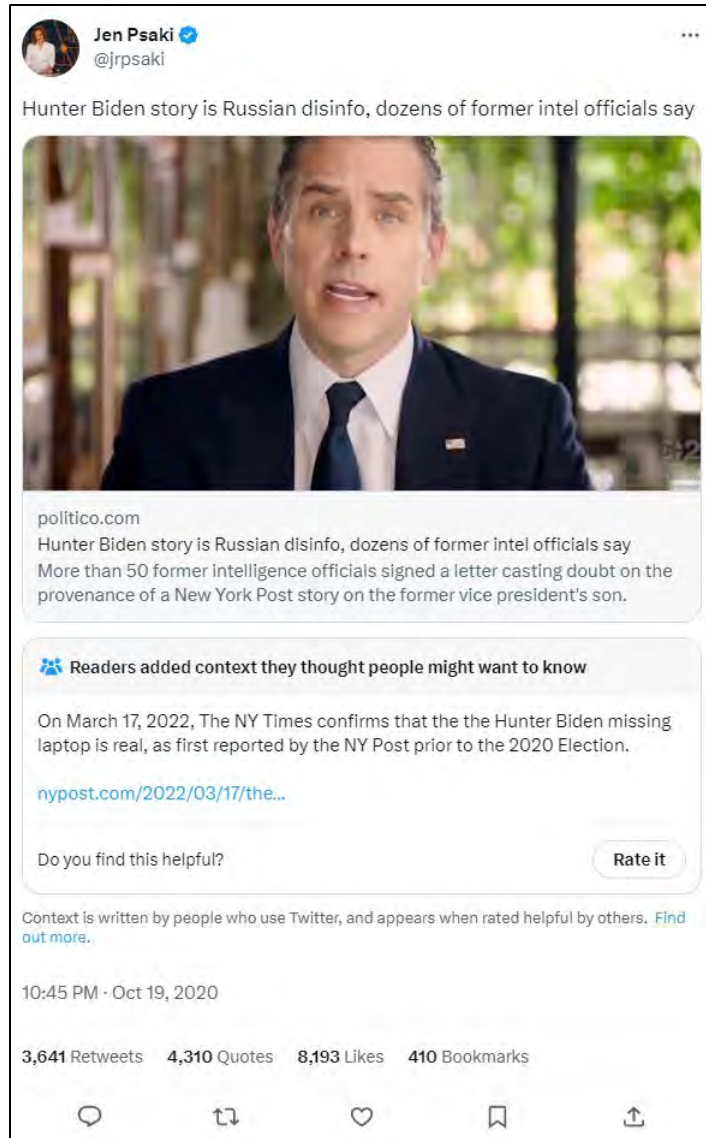 Jen Psaki
@jrpsaki
Hunter Biden story is Russian disinfo, dozens of former intel officials say
politico.com
Hunter Biden story is Russian disinfo, dozens of former intel officials say
More than 50 former intelligence officials signed a letter casting doubt on the
provenance of a New York Post story on the former vice president's son.
Readers added context they thought people might want to know
On March 17, 2022, The NY Times confirms that the the Hunter Biden missing
laptop is real, as first reported by the NY Post prior to the 2020 Election.
nypost.com/2022/03/17/the...
Do you find this helpful?
Rate it
Context is written by people who use Twitter, and appears when rated helpful by others. Find
out more.
10:45 PM · Oct 19, 2020
3,641 Retweets 4,310 Quotes 8,193 Likes 410 Bookmarks